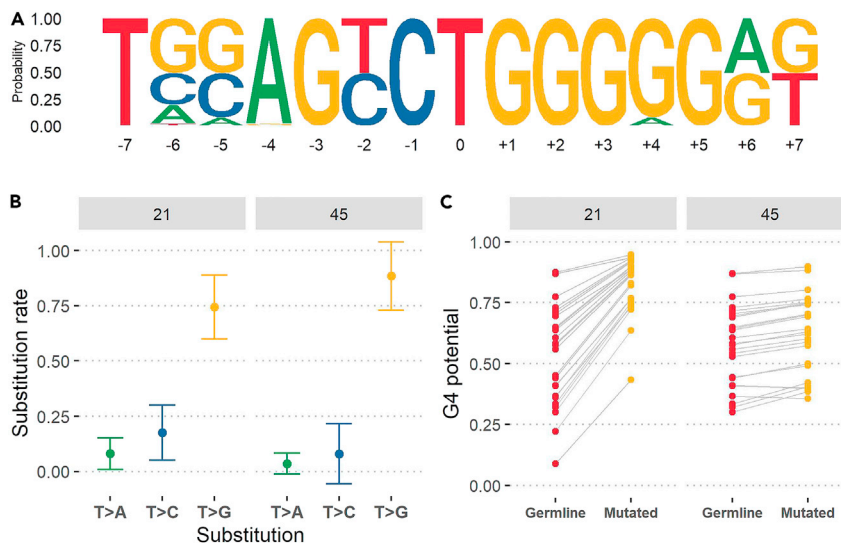 A
Probability
1.00
0.75
0.50
0.25
0.00
T G G A G T C T G G G G G A G
C C C G T
A A A
-7 -6 -5 -4 -3 -2 -1 0 +1 +2 +3 +4 +5 +6 +7
B
21 45
Substitution rate
1.00
0.75
0.50
0.25
0.00
T>A T>C T>G T>A T>C T>G
Substitution
C
21 45
G4 potential
1.00
0.75
0.50
0.25
0.00
Germline Mutated Germline Mutated